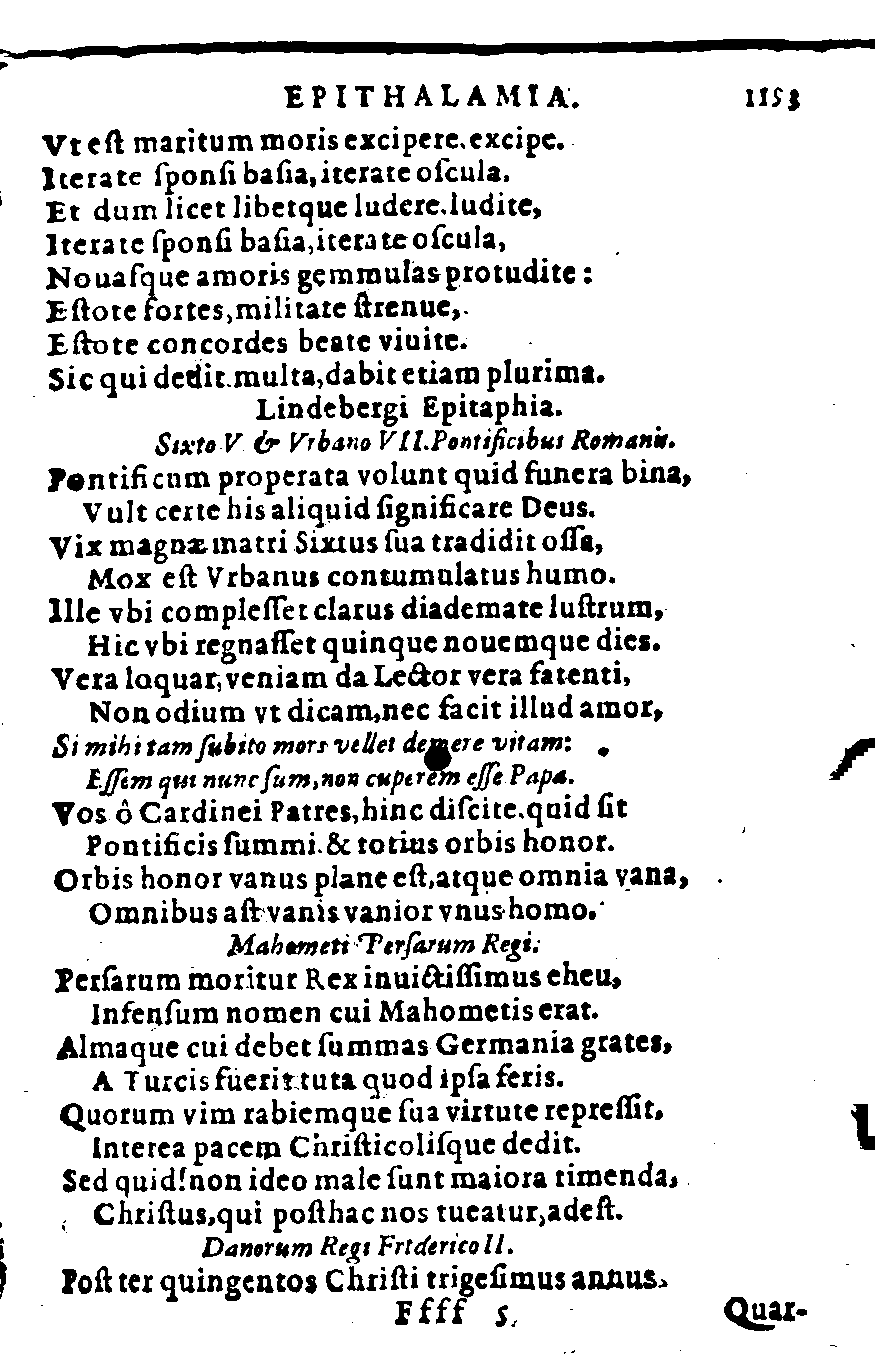 EPITHALAMIA. 1153
Vt est maritum moris excipere, excipe.
Iterate sponsi basia, iterate oscula.
Et dum licet libetque ludere, ludite,
Iterate sponsi basia, iterate oscula,
Nouasque amoris gemmulas protudite:
Estote fortes, militate strenue,
Estote concordes beate viuite.
Sic qui dedit multa, dabit etiam plurima.
Lindebergi Epitaphia.
Sixto V & Vrbano VII. Pontificibus Romanis.
Pontificum properata volunt quid funera bina,
Vult certe his aliquid significare Deus.
Vix magnæ matri Sixtus sua tradidit ossa,
Mox est Vrbanus contumulatus humo.
Ille vbi complesset clarus diademate lustrum,
Hic vbi regnasset quinque nouemque dies.
Vera loquar, veniam da Lector vera fatenti,
Non odium vt dicam, nec facit illud amor,
Si mihi tam subito mors vellet demere vitam:
Essem qui nunc sum, non cuperem esse Papa.
Vos ô Cardinei Patres, hinc discite, quid sit
Pontificis summi, & totius orbis honor.
Orbis honor vanus plane est, atque omnia vana,
Omnibus ast vanis vanior vnus homo.
Mahometi Persarum Regi.
Persarum moritur Rex inuictissimus eheu,
Infensum nomen cui Mahometis erat.
Almaque cui debet summas Germania grates,
A Turcis fuerit tuta quod ipsa feris.
Quorum vim rabiemque sua virtute repressit,
Interea pacem Christicolisque dedit.
Sed quid! non ideo male sunt maiora timenda,
Christus, qui posthac nos tueatur, adest.
Danorum Regi Friderico II.
Post ter quingentos Christi trigesimus annus,
Ffff 5. Quar-